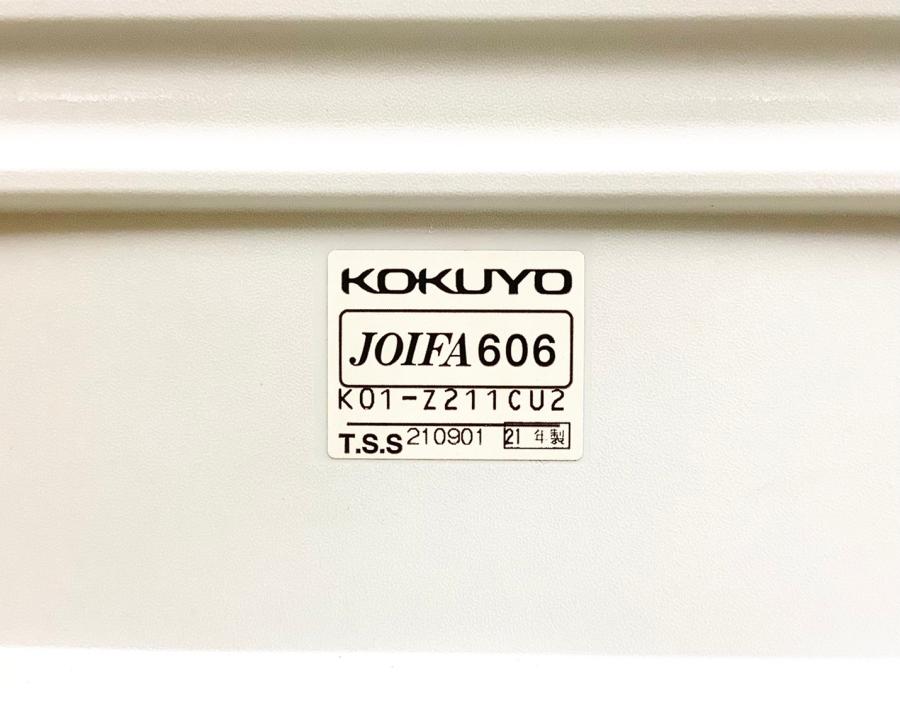 KOKUYO
JOIFA606
K01-Z211CU2
T.S.S 210901 21 年製